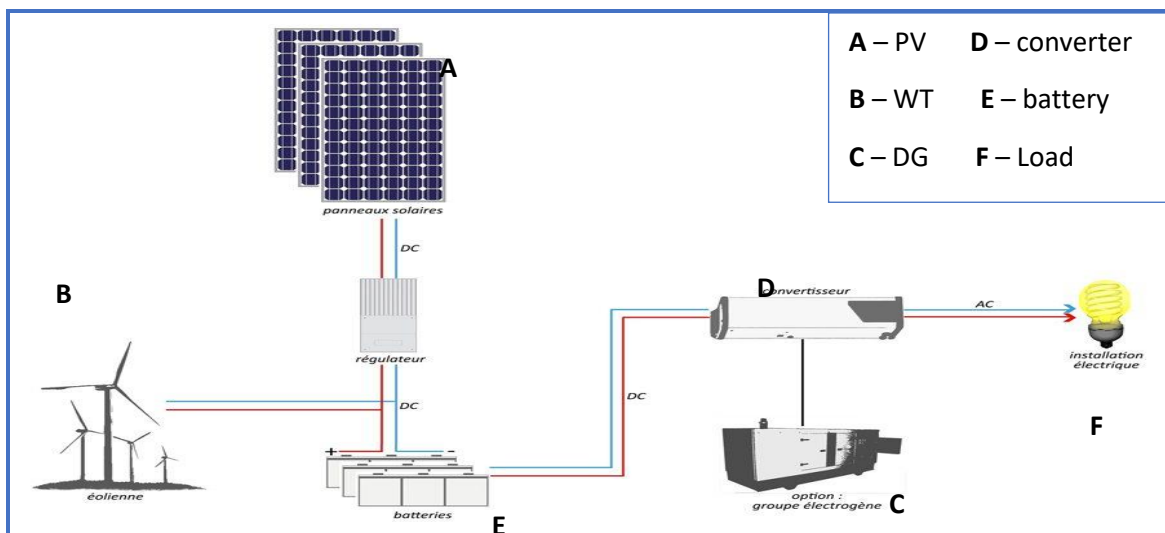 A – PV D – converter
B – WT E – battery
C – DG F – Load
A
panneaux solaires
DC
B
régulateur
DC
éolienne
+ -
batteries
E
DC
D
convertisseur
AC
installation
électrique
F
option :
groupe électrogène
C